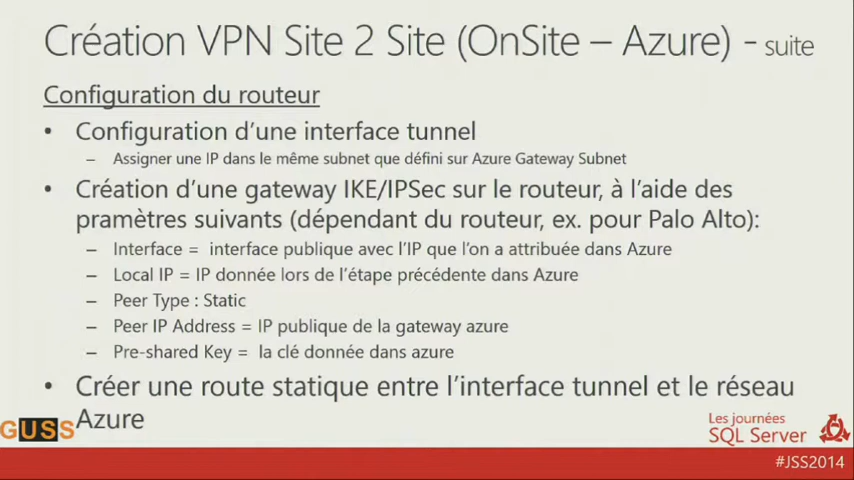 Création VPN Site 2 Site (OnSite – Azure) - suite
Configuration du routeur
• Configuration d'une interface tunnel
– Assigner une IP dans le même subnet que défini sur Azure Gateway Subnet
• Création d'une gateway IKE/IPSec sur le routeur, à l'aide des
pramètres suivants (dépendant du routeur, ex. pour Palo Alto):
– Interface = interface publique avec l'IP que l'on a attribuée dans Azure
– Local IP = IP donnée lors de l'étape précédente dans Azure
– Peer Type : Static
– Peer IP Address = IP publique de la gateway azure
– Pre-shared Key = la clé donnée dans azure
• Créer une route statique entre l'interface tunnel et le réseau
Azure
GUSS
Les journées
SQL Server
#JSS2014